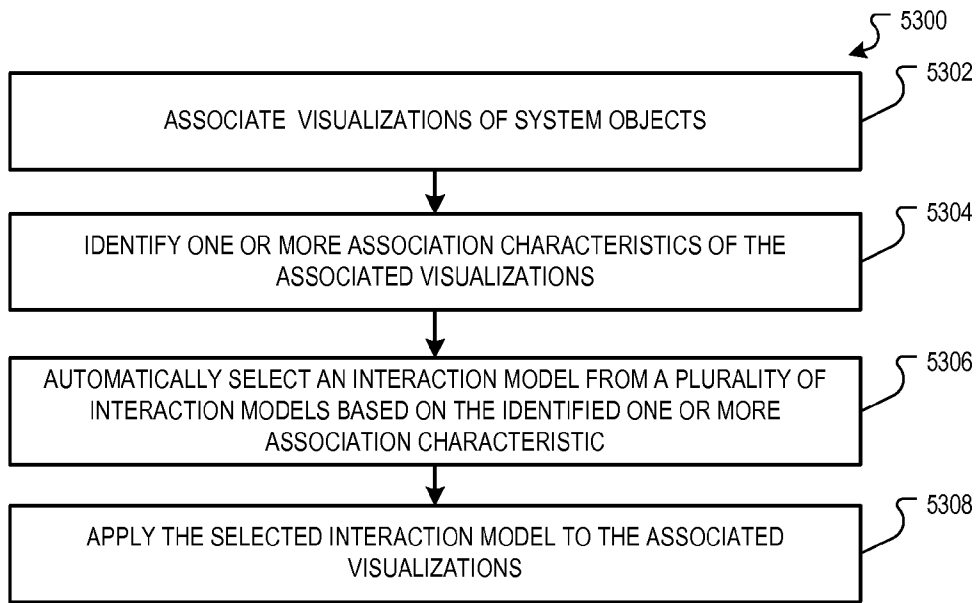 5300
5302
ASSOCIATE VISUALIZATIONS OF SYSTEM OBJECTS
5304
IDENTIFY ONE OR MORE ASSOCIATION CHARACTERISTICS OF THE
ASSOCIATED VISUALIZATIONS
5306
AUTOMATICALLY SELECT AN INTERACTION MODEL FROM A PLURALITY OF
INTERACTION MODELS BASED ON THE IDENTIFIED ONE OR MORE
ASSOCIATION CHARACTERISTIC
5308
APPLY THE SELECTED INTERACTION MODEL TO THE ASSOCIATED
VISUALIZATIONS